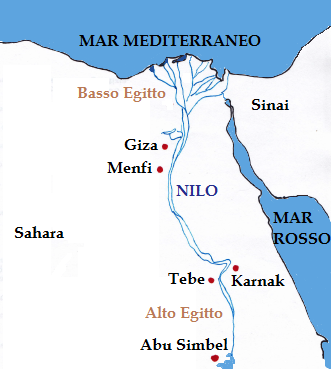 MAR MEDITERRANEO
Basso Egitto
Sinai
Giza
Menfi
NILO
MAR
ROSSO
Sahara
Tebe
Karnak
Alto Egitto
Abu Simbel